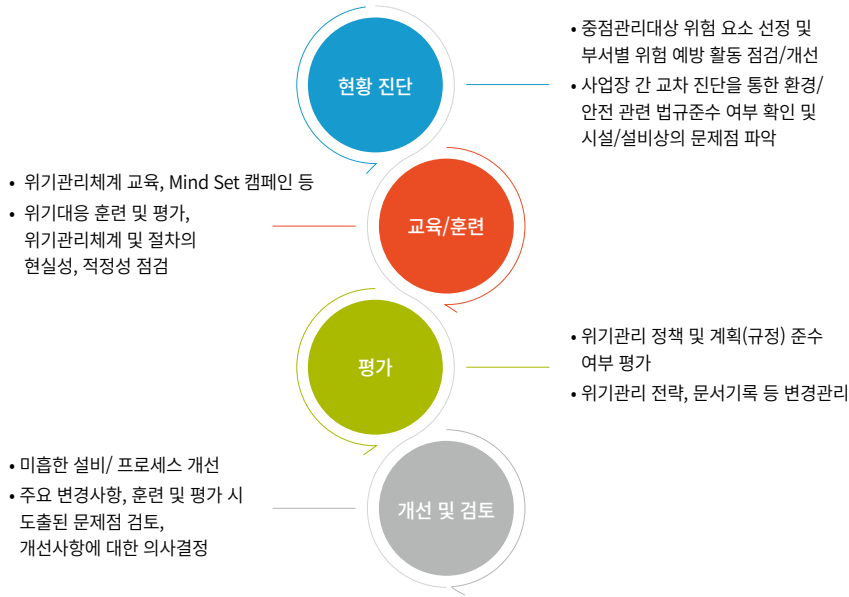 현황 진단
• 중점관리대상 위험 요소 선정 및
부서별 위험 예방 활동 점검/개선
• 사업장 간 교차 진단을 통한 환경/
안전 관련 법규준수 여부 확인 및
시설/설비상의 문제점 파악
교육/훈련
• 위기관리체계 교육, Mind Set 캠페인 등
• 위기대응 훈련 및 평가,
위기관리체계 및 절차의
현실성, 적정성 점검
평가
• 위기관리 정책 및 계획(규정) 준수
여부 평가
• 위기관리 전략, 문서기록 등 변경관리
개선 및 검토
• 미흡한 설비/ 프로세스 개선
• 주요 변경사항, 훈련 및 평가 시
도출된 문제점 검토,
개선사항에 대한 의사결정